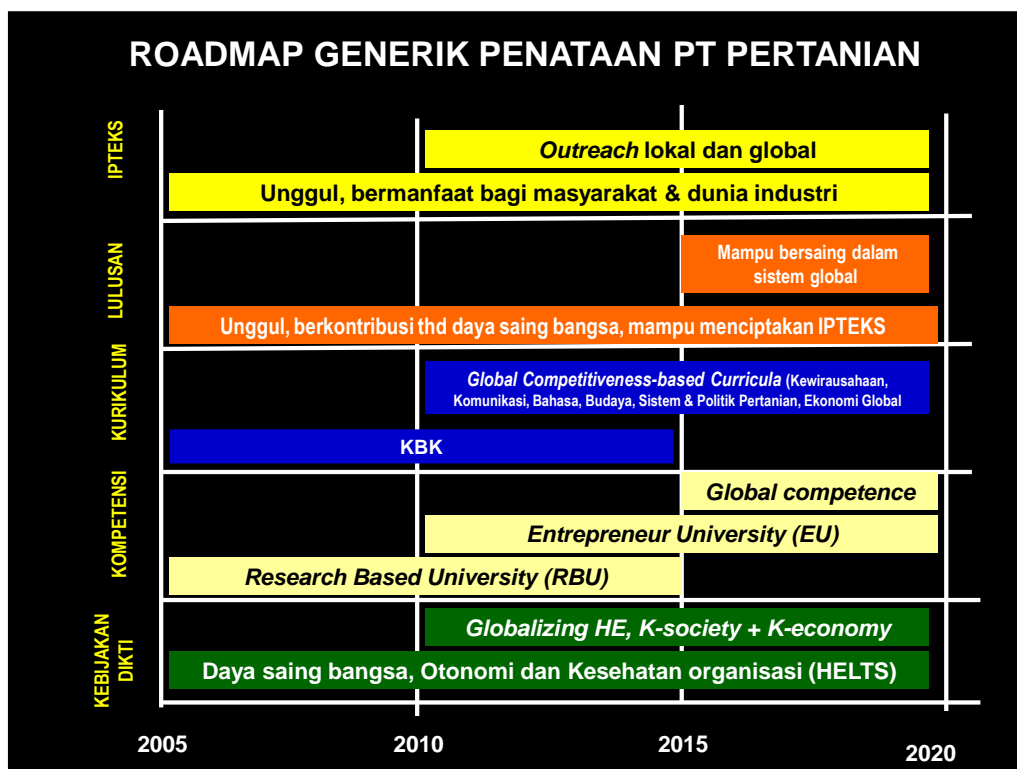 ROADMAP GENERIK PENATAAN PT PERTANIAN
IPTEKS
Outreach lokal dan global
Unggul, bermanfaat bagi masyarakat & dunia industri
LULUSAN
Mampu bersaing dalam
sistem global
Unggul, berkontribusi thd daya saing bangsa, mampu menciptakan IPTEKS
KURIKULUM
Global Competitiveness-based Curricula (Kewirausahaan,
Komunikasi, Bahasa, Budaya, Sistem & Politik Pertanian, Ekonomi Global
KBK
KOMPETENSI
Global competence
Entrepreneur University (EU)
Research Based University (RBU)
KEBIJAKAN
DIKTI
Globalizing HE, K-society + K-economy
Daya saing bangsa, Otonomi dan Kesehatan organisasi (HELTS)
2005
2010
2015
2020